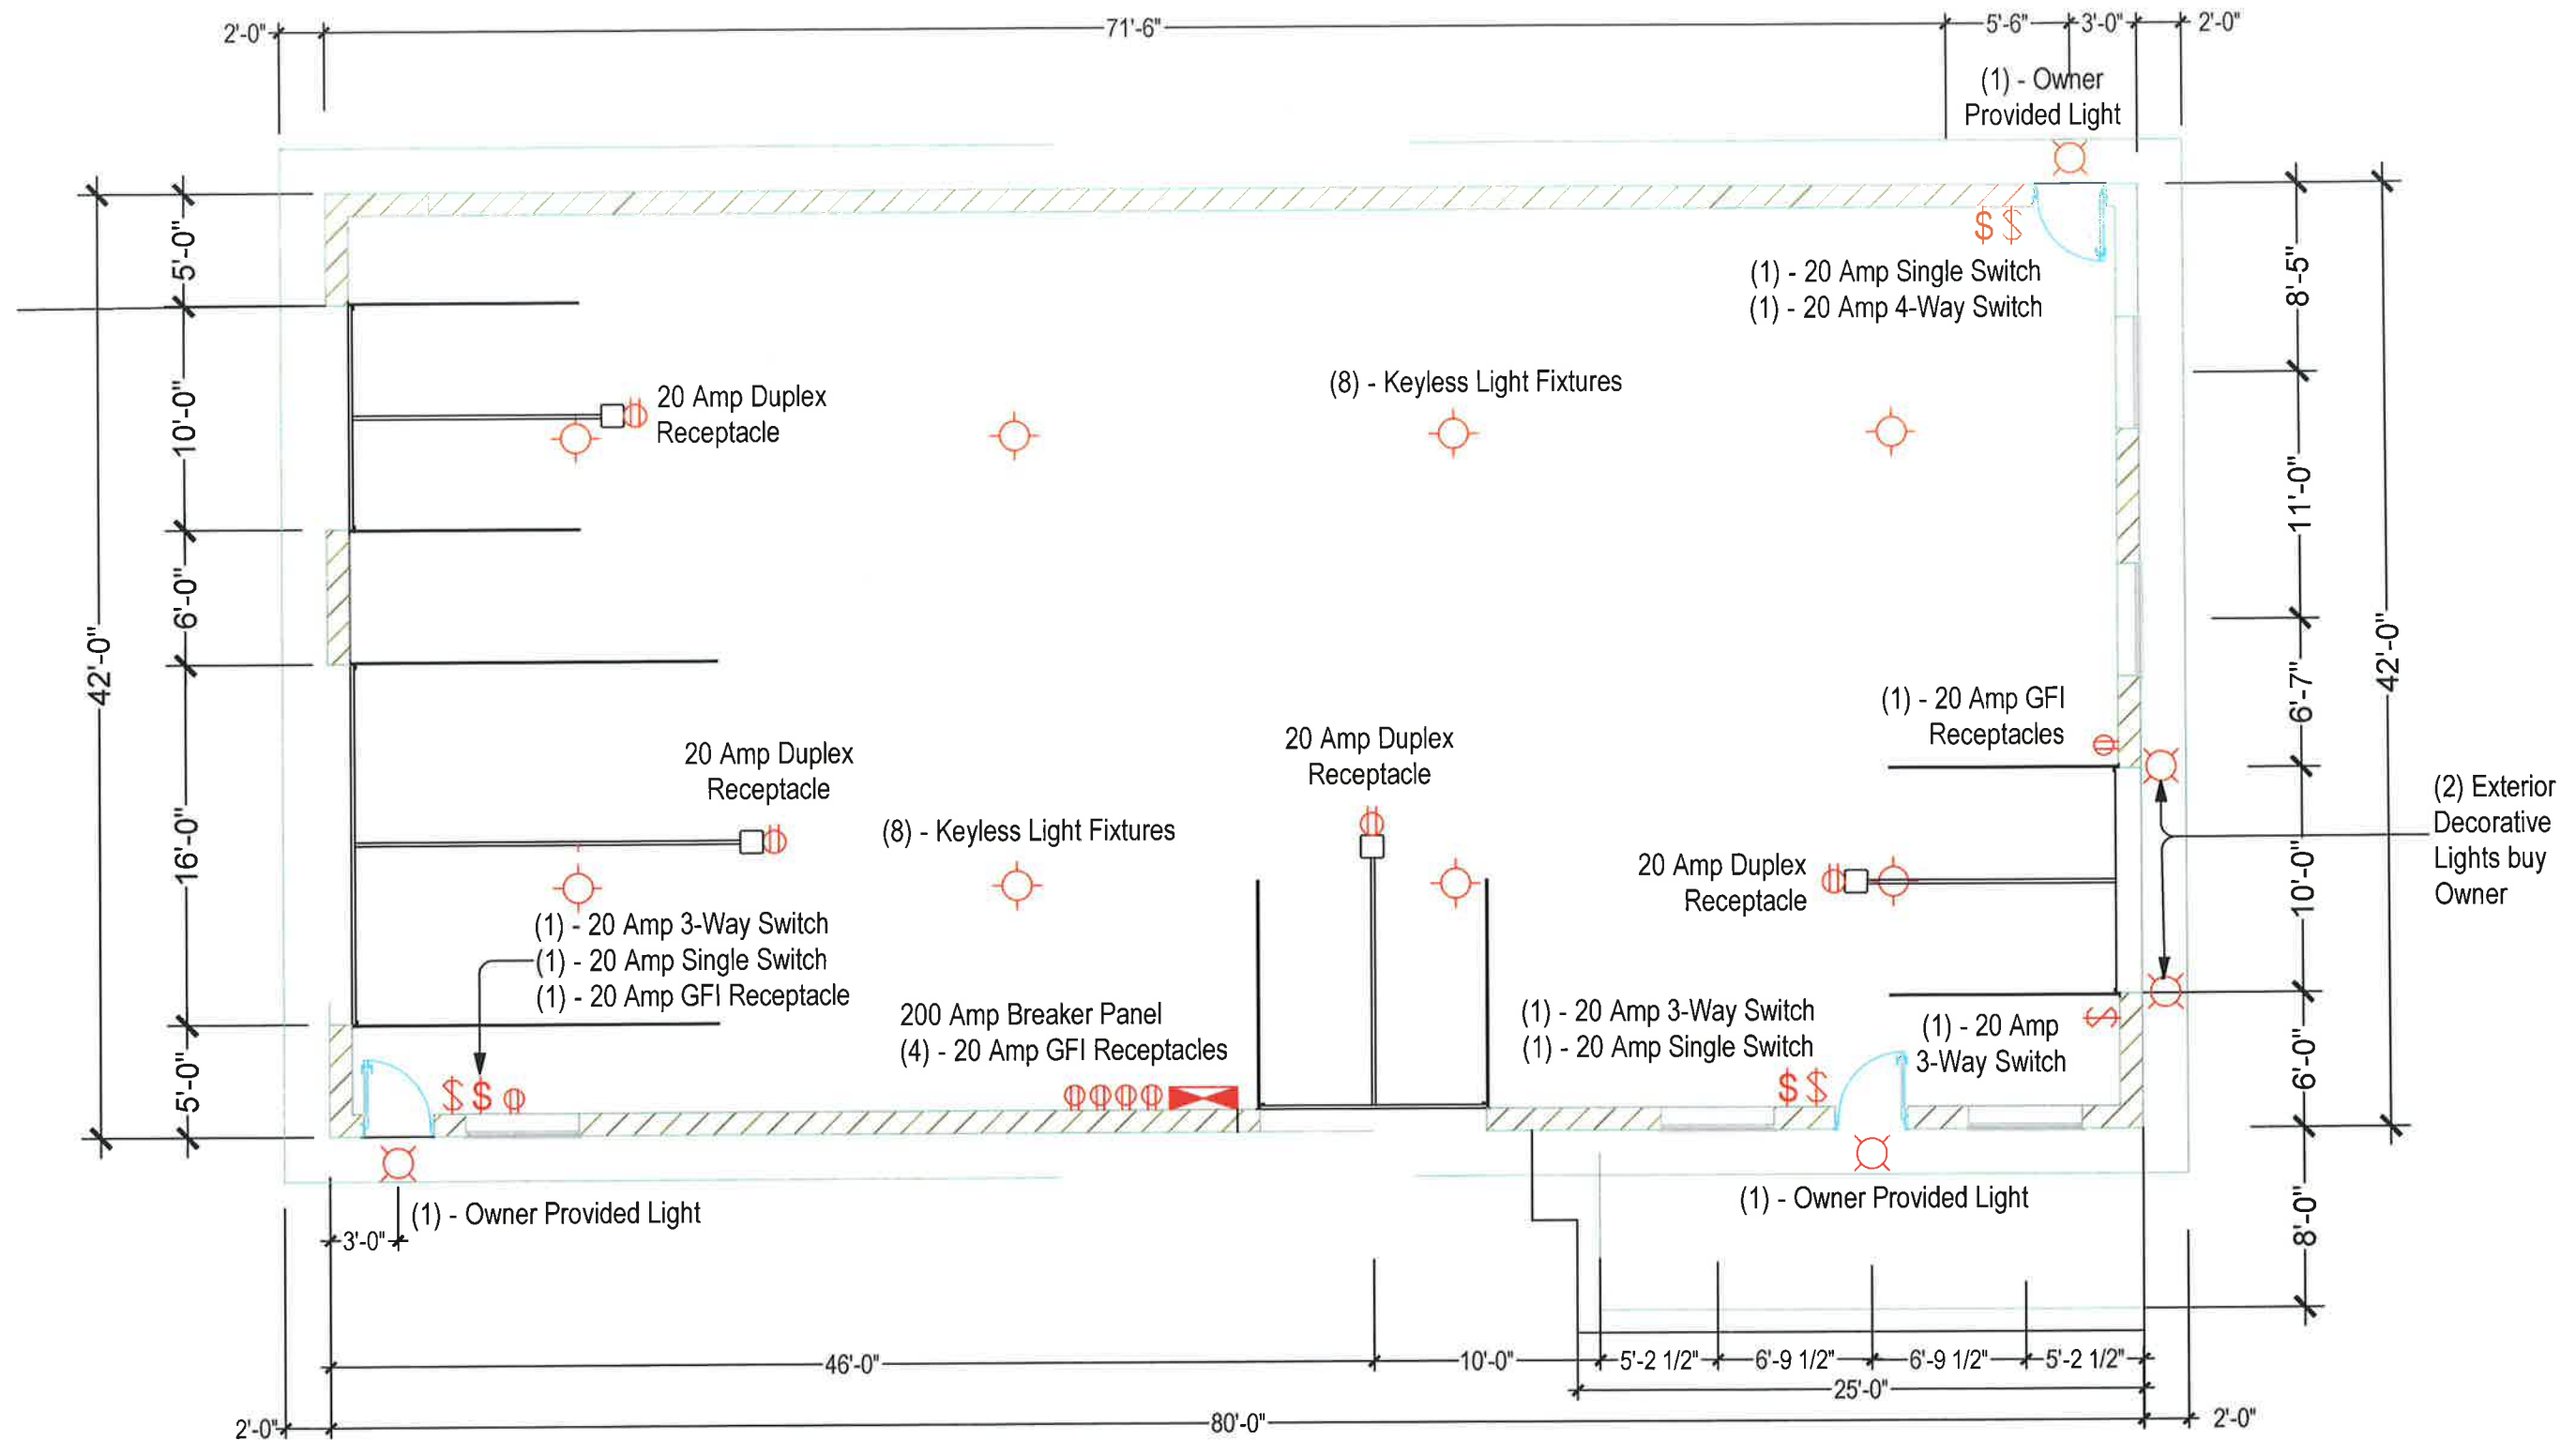 2'-0"
71'-6"
5'-6"
3'-0"
2'-0"
(1) - Owner
Provided Light
5'-0"
10'-0"
6'-0"
42'-0"
16'-0"
5'-0"
$ $
(1) - 20 Amp Single Switch
(1) - 20 Amp 4-Way Switch
8'-5"
11'-0"
42'-0"
6'-7"
10'-0"
6'-0"
8'-0"
20 Amp Duplex
Receptacle
(8) - Keyless Light Fixtures
(1) - 20 Amp GFI
Receptacles
20 Amp Duplex
Receptacle
20 Amp Duplex
Receptacle
(2) Exterior
Decorative
Lights buy
Owner
(8) - Keyless Light Fixtures
20 Amp Duplex
Receptacle
(1) - 20 Amp 3-Way Switch
(1) - 20 Amp Single Switch
(1) - 20 Amp GFI Receptacle
200 Amp Breaker Panel
(4) - 20 Amp GFI Receptacles
(1) - 20 Amp 3-Way Switch
(1) - 20 Amp Single Switch
(1) - 20 Amp
3-Way Switch
$
$ $
$ $
(1) - Owner Provided Light
(1) - Owner Provided Light
3'-0"
46'-0"
10'-0"
5'-2 1/2"
6'-9 1/2"
6'-9 1/2"
5'-2 1/2"
25'-0"
2'-0"
80'-0"
2'-0"